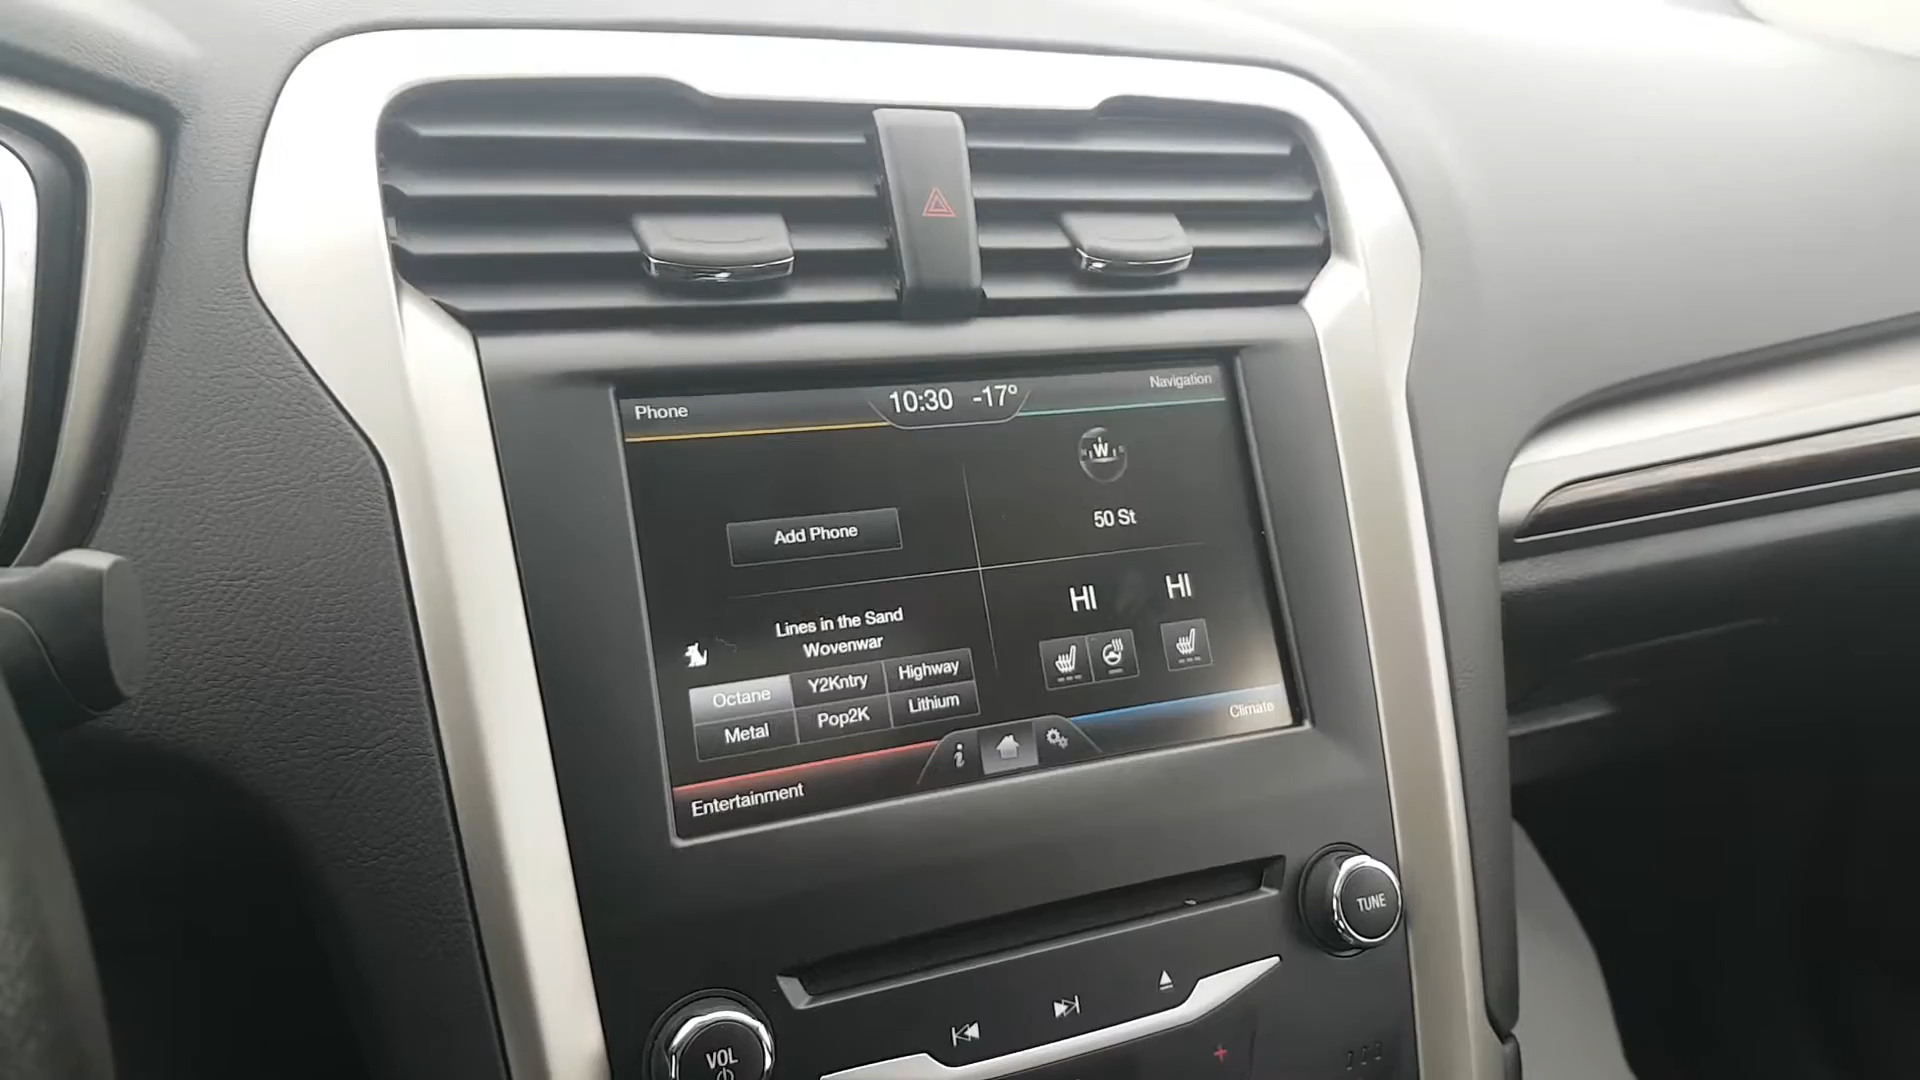 Phone
10:30 -17°
Navigation
W
Add Phone
50 St
HI HI
Lines in the Sand
Wovenwar
Octane Y2Kntry Highway
Metal Pop2K Lithium
Climate
i
Entertainment
TUNE
VOL
+